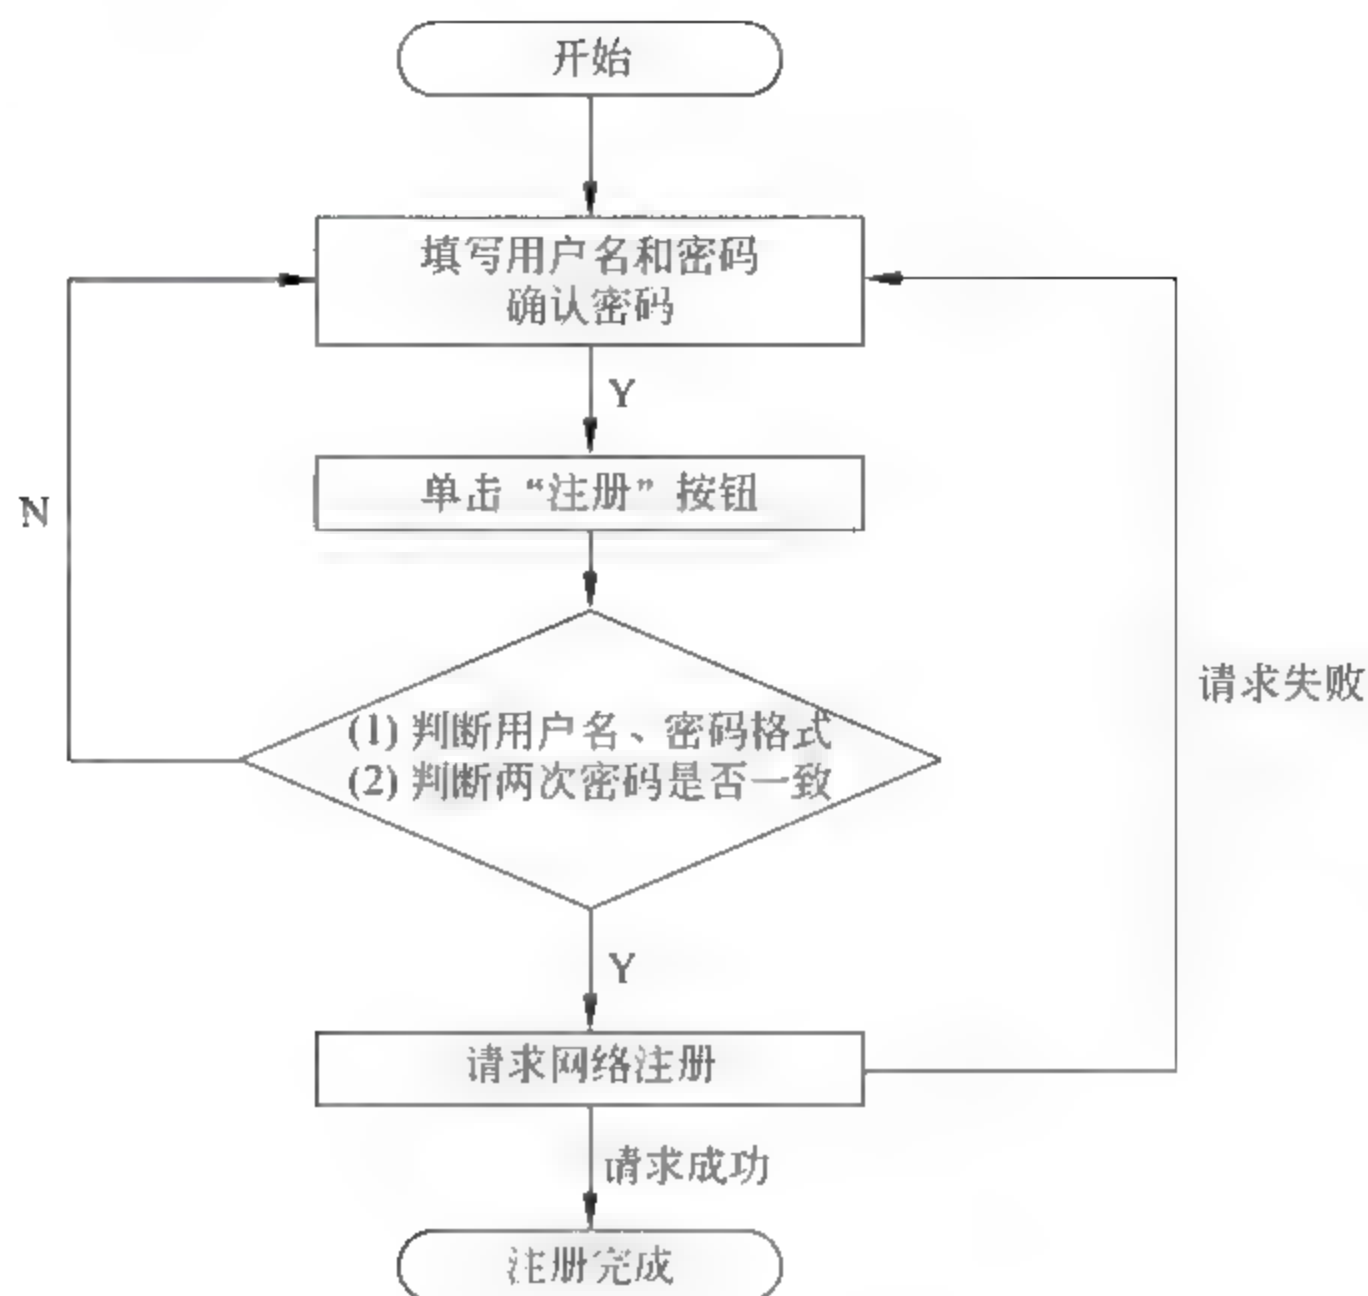 开始
填写用户名和密码
确认密码
Y
单击“注册”按钮
N
请求失败
(1) 判断用户名、密码格式
(2) 判断两次密码是否一致
Y
请求网络注册
请求成功
注册完成